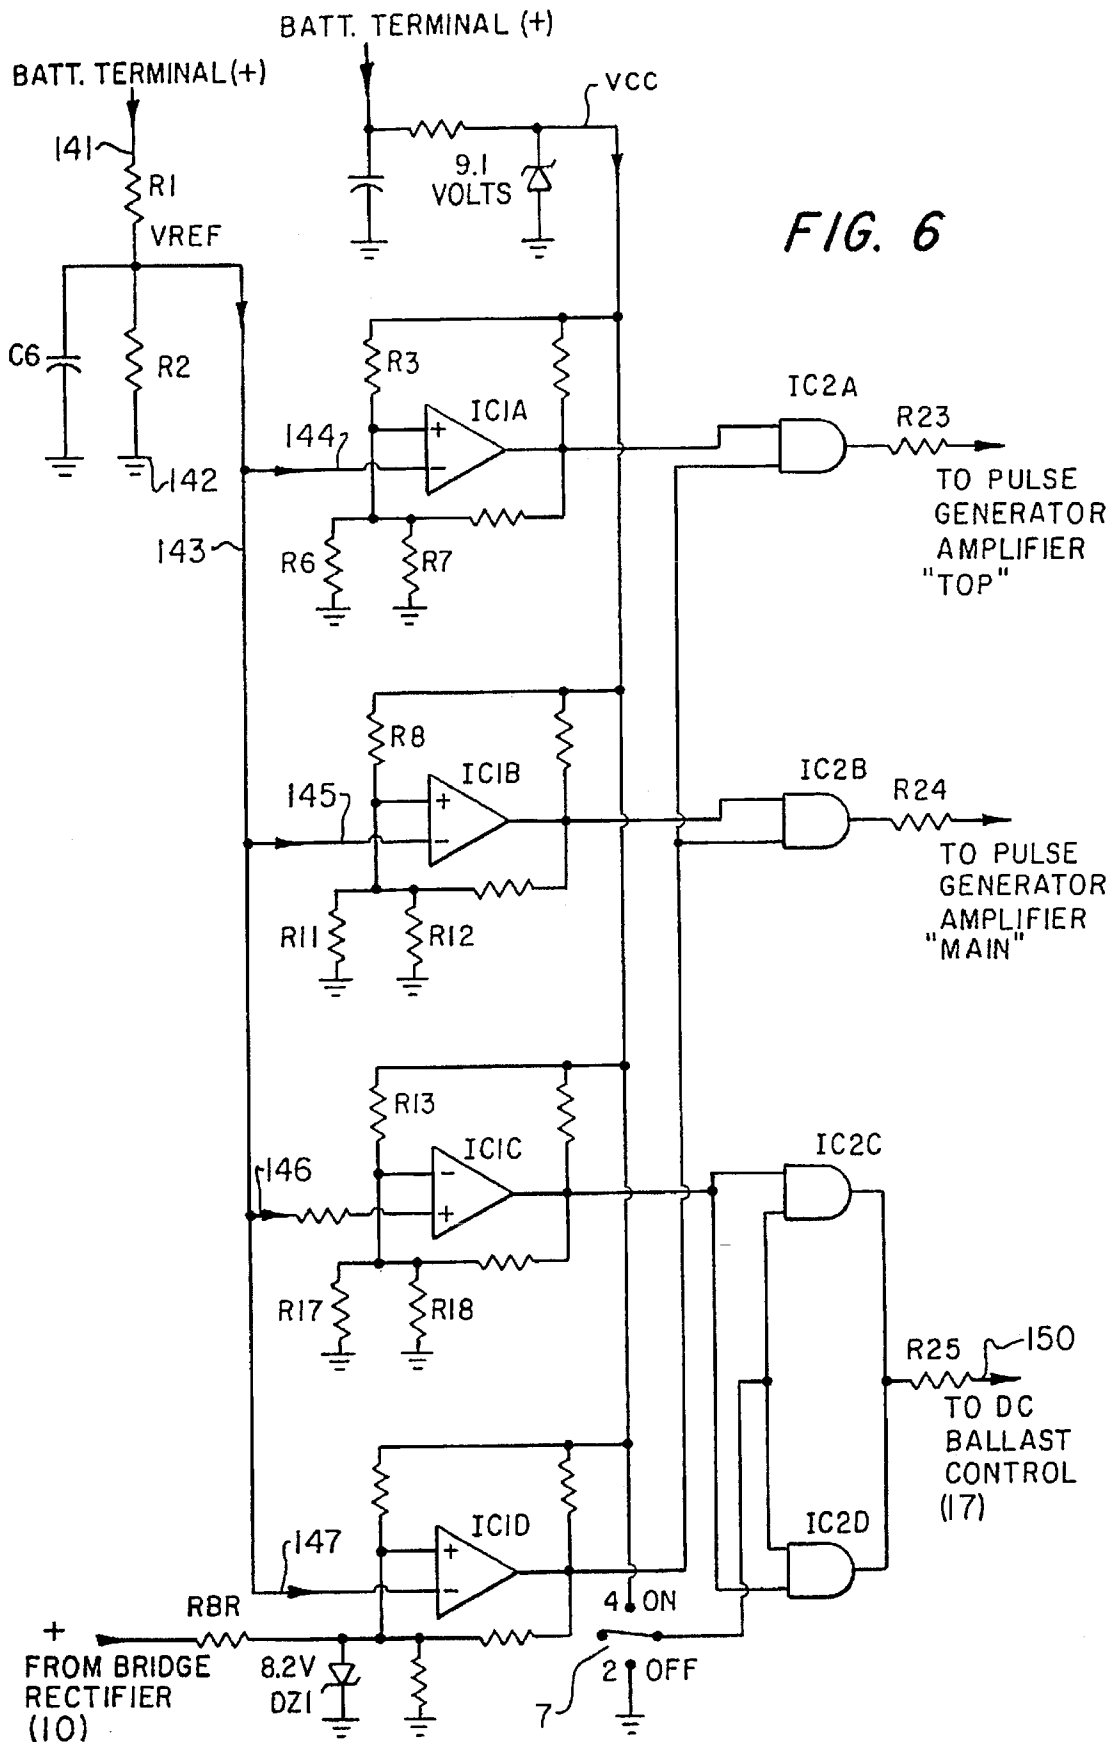 BATT. TERMINAL (+)
BATT. TERMINAL (+)
VCC
141
R1
9.1
VOLTS
VREF
FIG. 6
C6
R2
R3
IC1A
IC2A
R23
144
142
TO PULSE
GENERATOR
AMPLIFIER
"TOP"
143
R6
R7
R8
IC1B
IC2B
R24
145
TO PULSE
GENERATOR
AMPLIFIER
"MAIN"
R11
R12
R13
IC1C
IC2C
146
R17
R18
R25
150
TO DC
BALLAST
CONTROL
(17)
IC1D
IC2D
147
RBR
4 ON
+
FROM BRIDGE
RECTIFIER
(10)
8.2V
DZ1
7
2 OFF
+
-
+
-
-
+
+
-